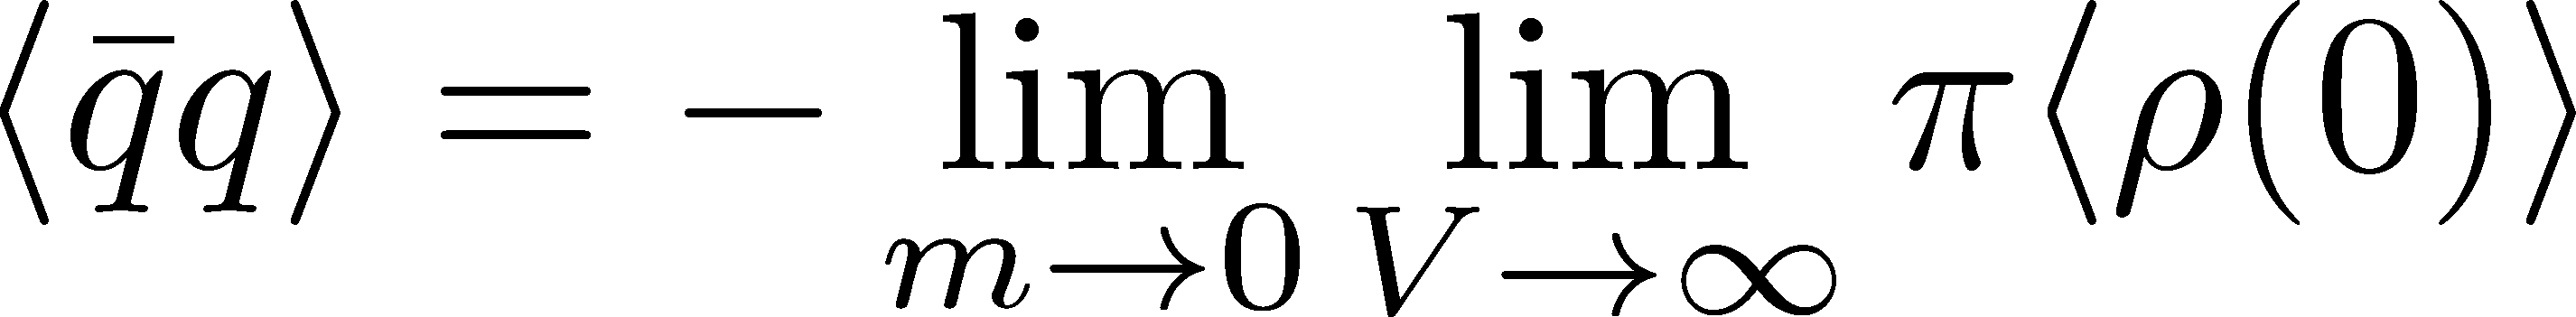 ⟨q̅q⟩ = − lim_{m→0} lim_{V→∞} π⟨ρ(0)⟩